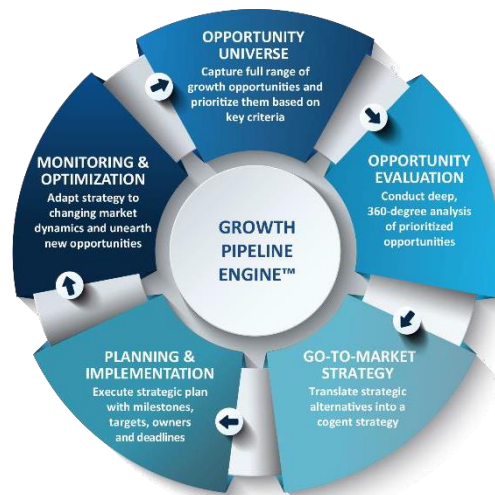 OPPORTUNITY
UNIVERSE
Capture full range of
growth opportunities and
prioritize them based on
key criteria
OPPORTUNITY
EVALUATION
Conduct deep,
360-degree analysis
of prioritized
opportunities
GO-TO-MARKET
STRATEGY
Translate strategic
alternatives into a
cogent strategy
PLANNING &
IMPLEMENTATION
Execute strategic plan
with milestones,
targets, owners
and deadlines
MONITORING &
OPTIMIZATION
Adapt strategy to
changing market
dynamics and unearth
new opportunities
GROWTH
PIPELINE
ENGINE™